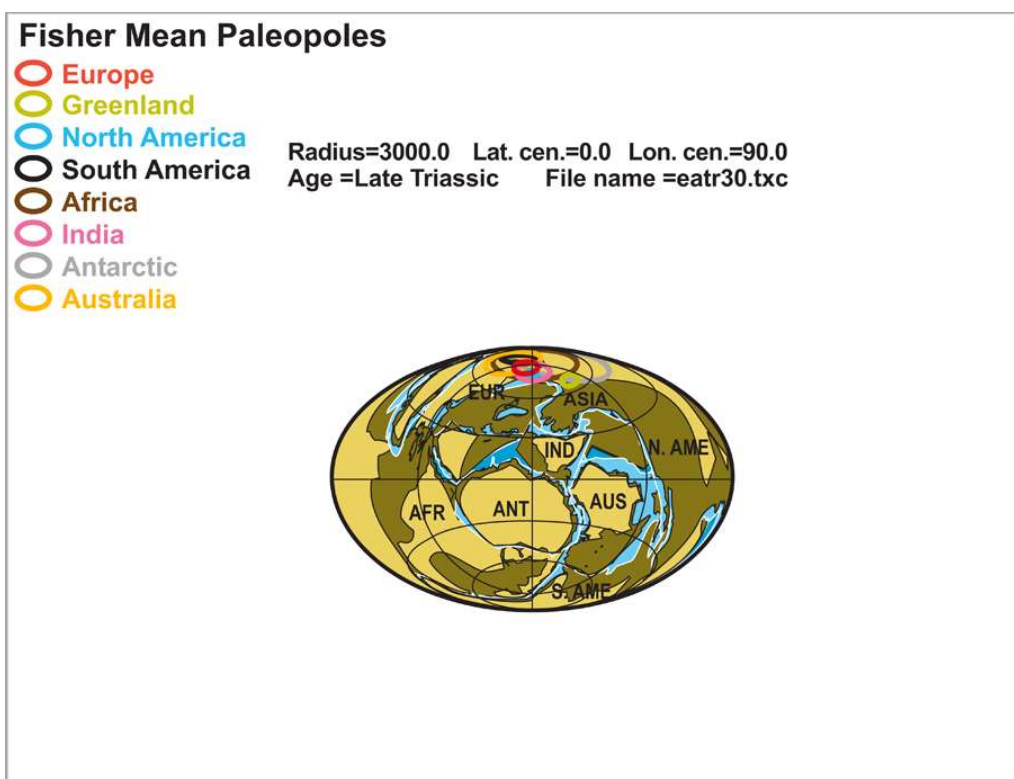 Fisher Mean Paleopoles
Europe
Greenland
North America
South America
Africa
India
Antarctic
Australia
Radius=3000.0 Lat. cen.=0.0 Lon. cen.=90.0
Age =Late Triassic File name =eatr30.txc
EUR
ASIA
IND
N. AME
AFR
ANT
AUS
S. AME